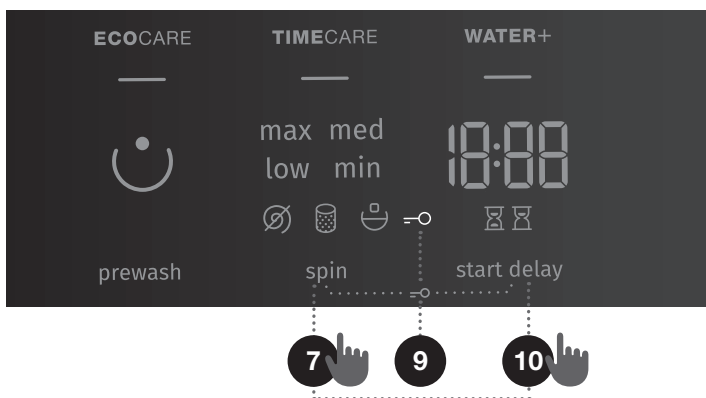 ECOCARE TIMECARE WATER+
max med
low min
18:88
prewash spin start delay
7 9 10